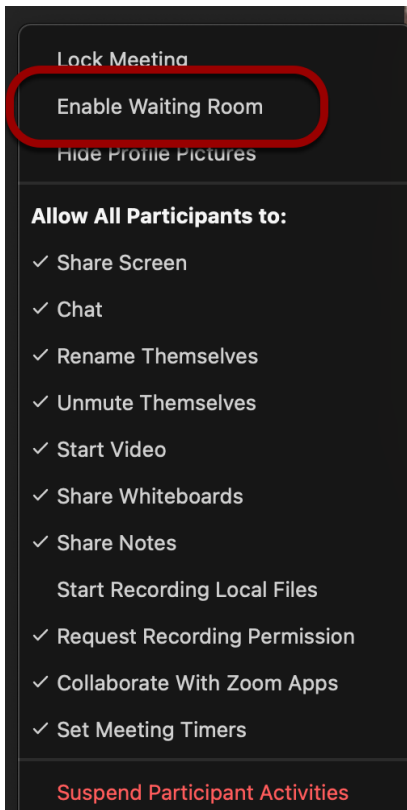 Lock Meeting
Enable Waiting Room
Hide Profile Pictures
Allow All Participants to:
✓ Share Screen
✓ Chat
✓ Rename Themselves
✓ Unmute Themselves
✓ Start Video
✓ Share Whiteboards
✓ Share Notes
Start Recording Local Files
✓ Request Recording Permission
✓ Collaborate With Zoom Apps
✓ Set Meeting Timers
Suspend Participant Activities